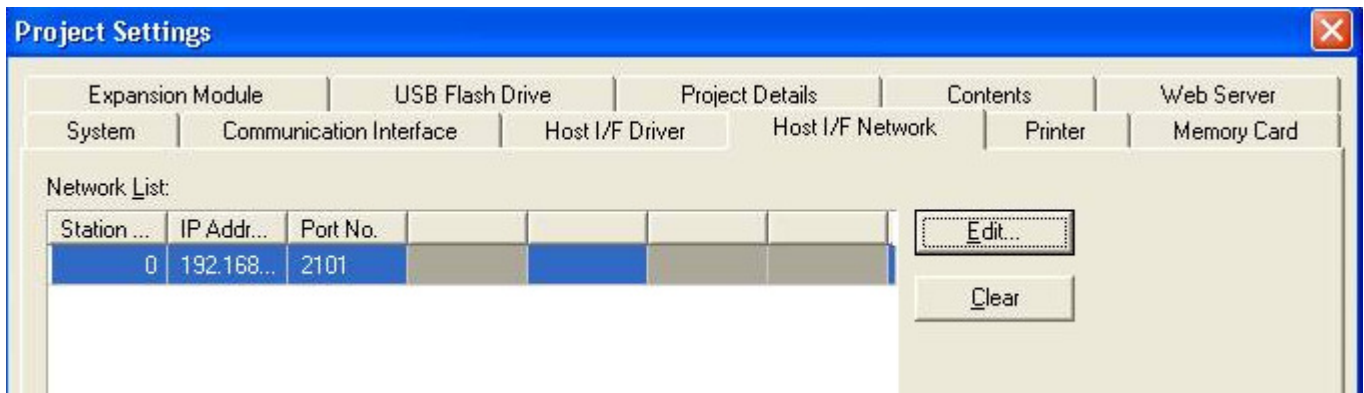 Project Settings
Expansion Module USB Flash Drive Project Details Contents Web Server
System Communication Interface Host I/F Driver Host I/F Network Printer Memory Card
Network List:
Station ... IP Addr... Port No.
Edit...
0 192.168... 2101
Clear